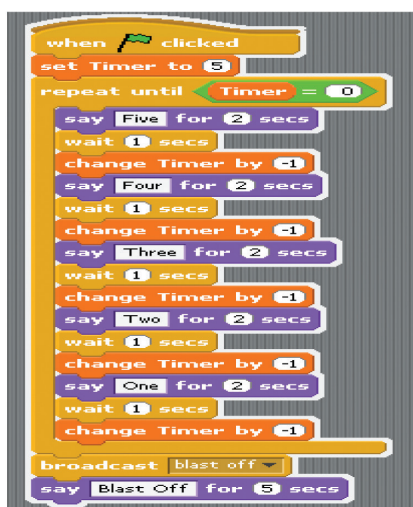 when clicked
set Timer to 5
repeat until Timer = 0
say Five for 2 secs
wait 1 secs
change Timer by -1
say Four for 2 secs
wait 1 secs
change Timer by -1
say Three for 2 secs
wait 1 secs
change Timer by -1
say Two for 2 secs
wait 1 secs
change Timer by -1
say One for 2 secs
wait 1 secs
change Timer by -1
broadcast blast off
say Blast Off for 5 secs